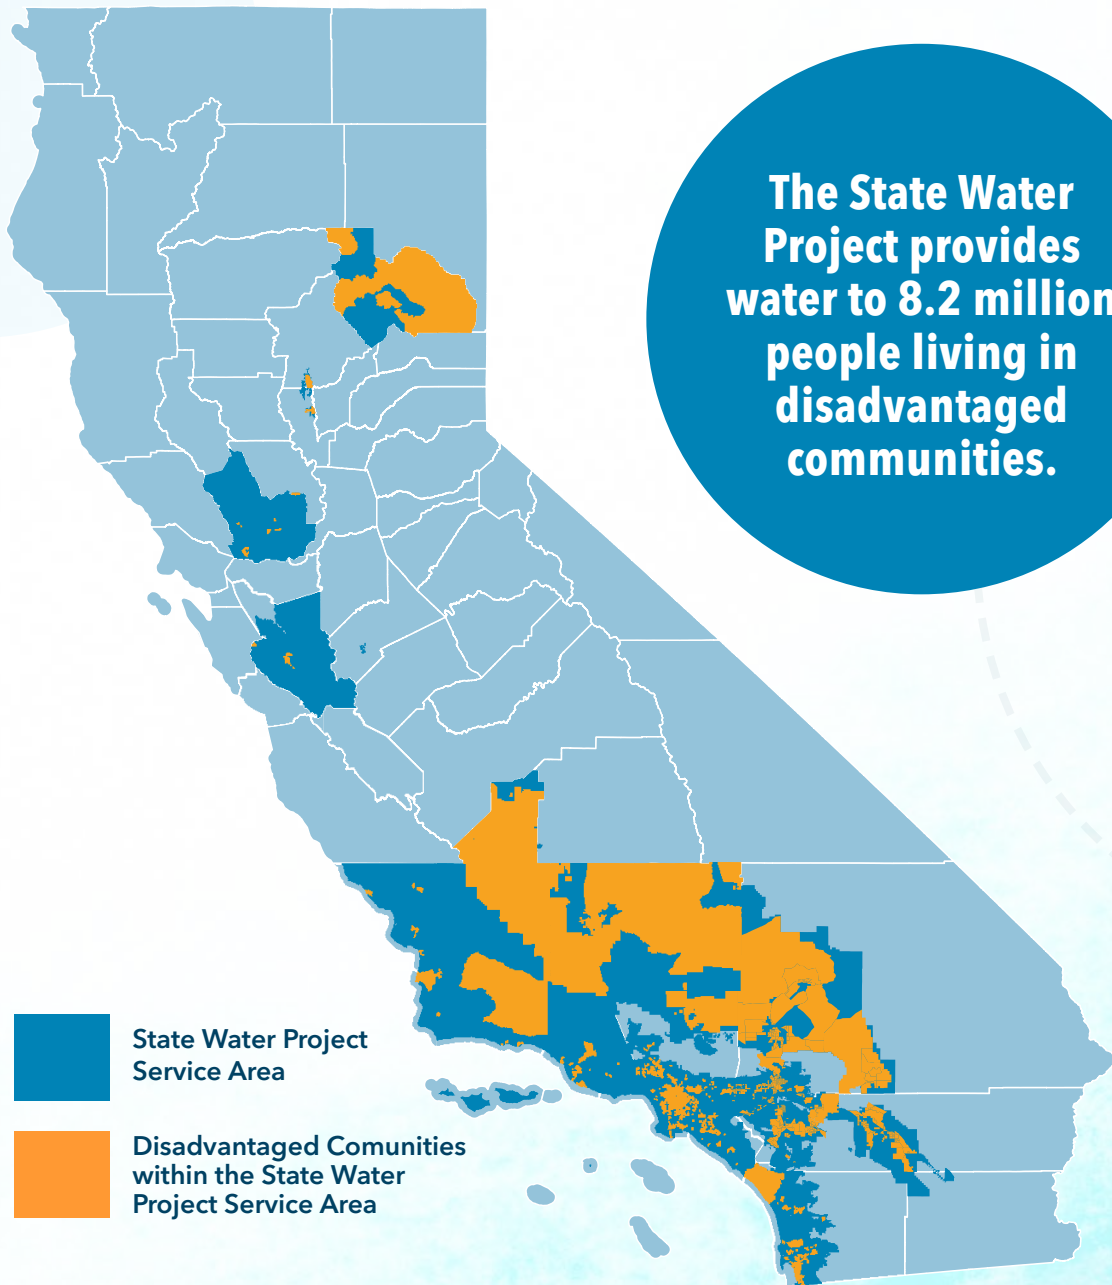 The State Water
Project provides
water to 8.2 million
people living in
disadvantaged
communities.
State Water Project
Service Area
Disadvantaged Comunities
within the State Water
Project Service Area